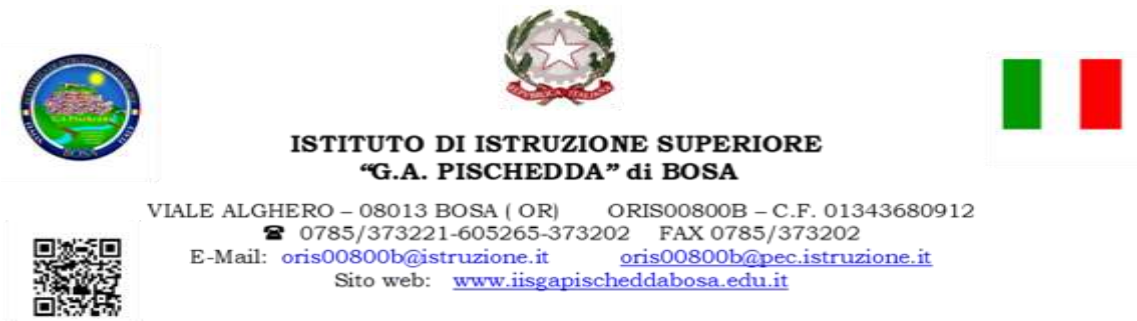 ISTITUTO DI ISTRUZIONE SUPERIORE
“G.A. PISCHEDDA” di BOSA
VIALE ALGHERO – 08013 BOSA ( OR) ORIS00800B – C.F. 01343680912
☎ 0785/373221-605265-373202 FAX 0785/373202
E-Mail: oris00800b@istruzione.it oris00800b@pec.istruzione.it
Sito web: www.iisgapischeddabosa.edu.it